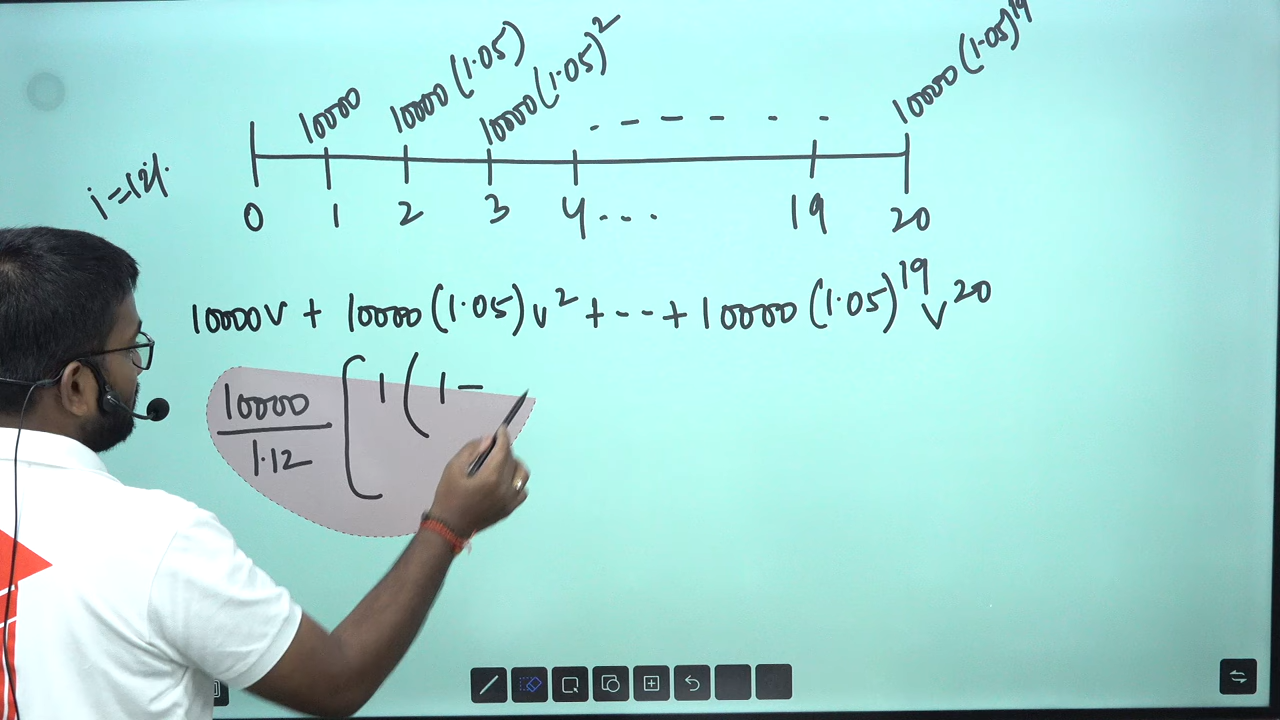 10000 10000(1.05) 10000(1.05)² 10000(1.05)¹⁹
i=12%
0 1 2 3 4... 19 20
10000v + 10000(1.05)v² + --- + 10000(1.05)¹⁹ v²⁰
10000/1.12 [ 1 ( 1 -